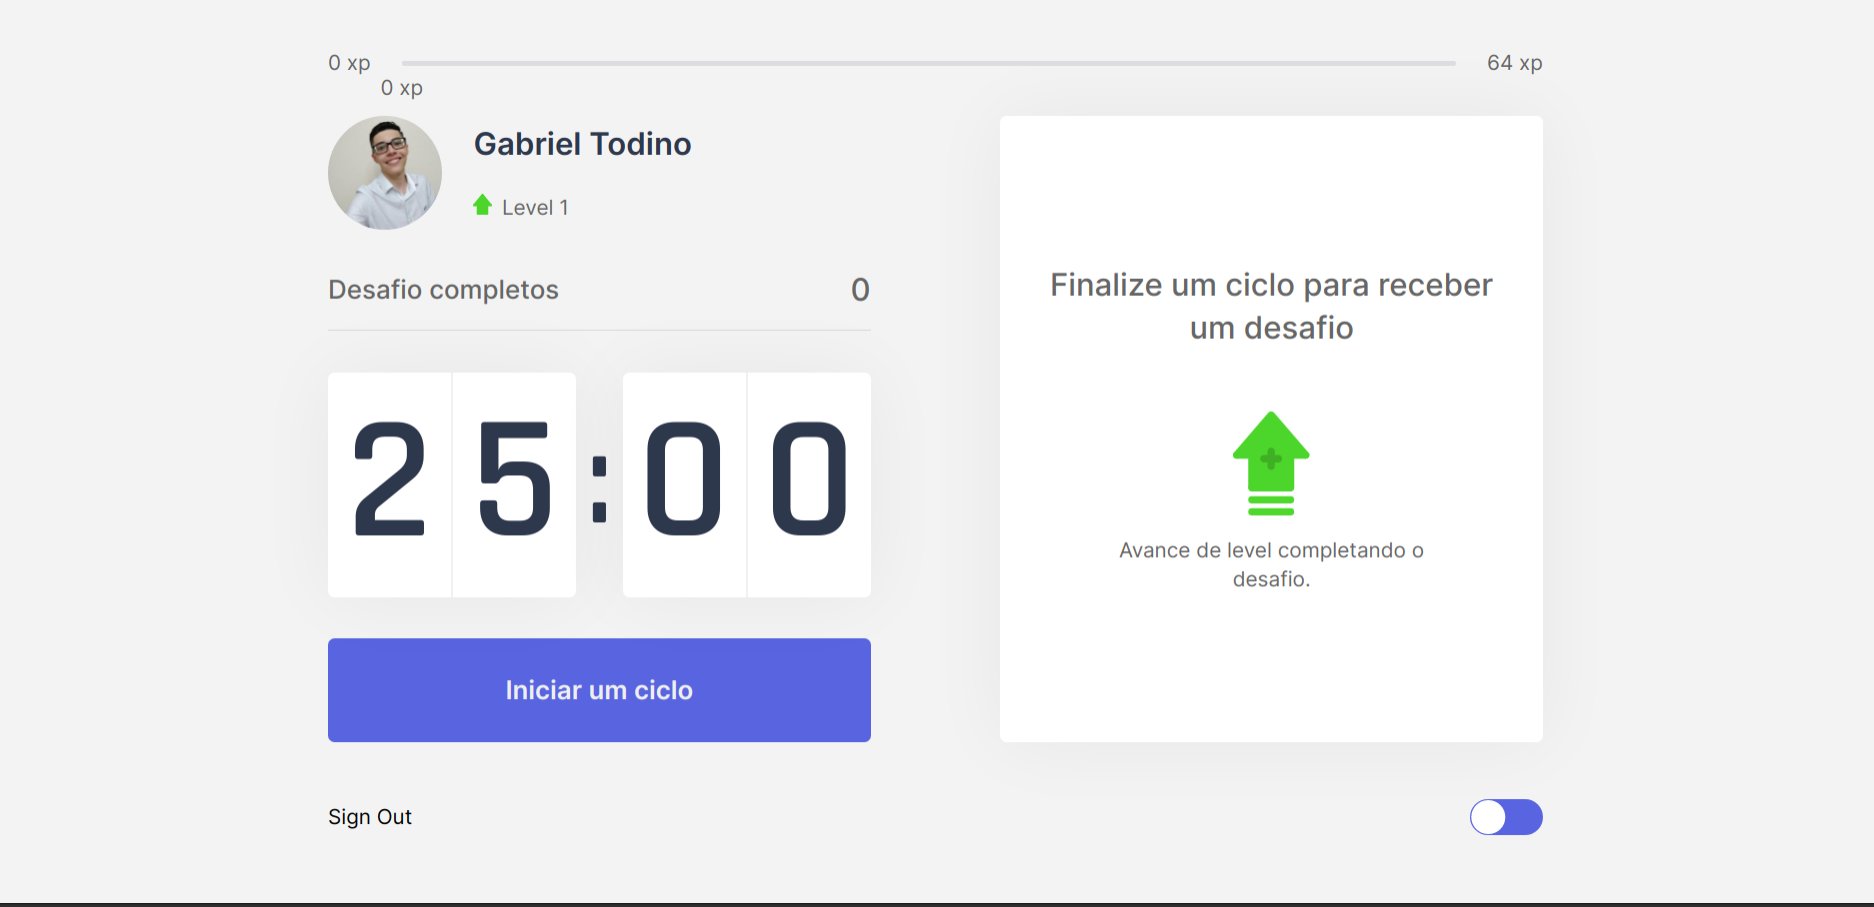 0 xp
64 xp
0 xp
Gabriel Todino
Level 1
Desafio completos
0
25:00
Iniciar um ciclo
Finalize um ciclo para receber
um desafio
Avance de level completando o
desafio.
Sign Out